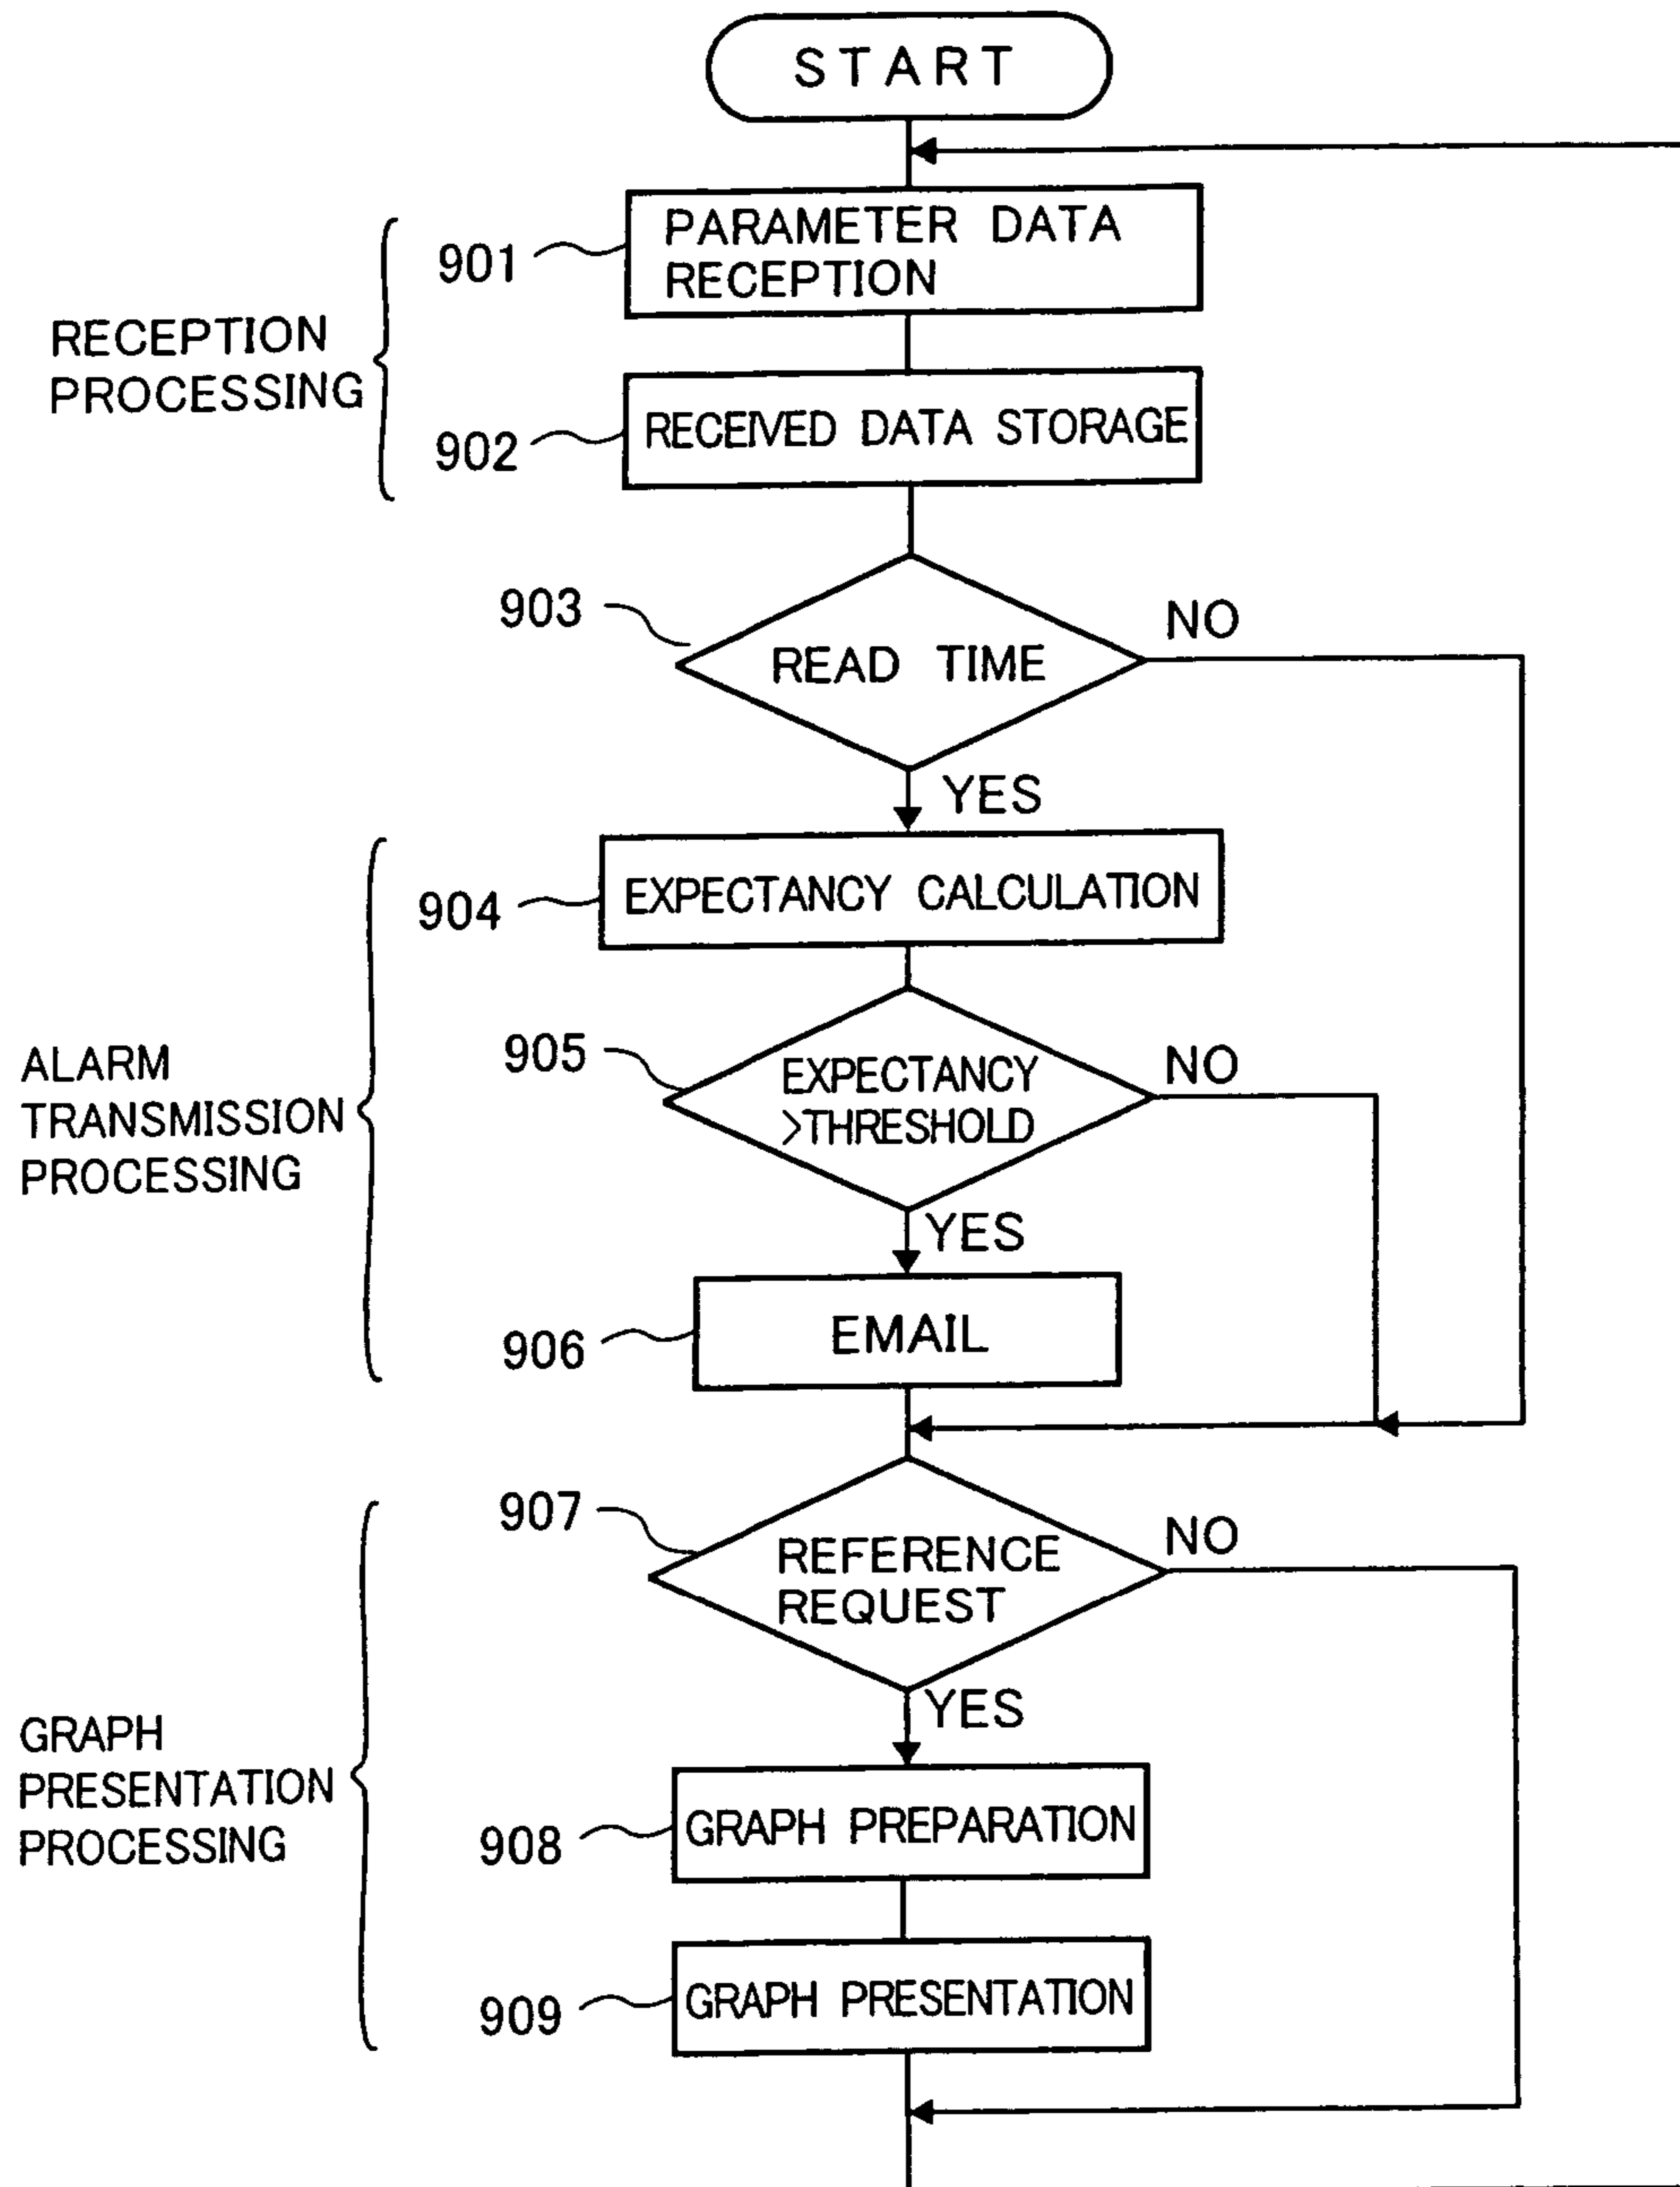 START
901
PARAMETER DATA
RECEPTION
RECEPTION
PROCESSING
902
RECEIVED DATA STORAGE
903
READ TIME
NO
YES
904
EXPECTANCY CALCULATION
ALARM
TRANSMISSION
PROCESSING
905
EXPECTANCY
>THRESHOLD
NO
YES
906
EMAIL
907
REFERENCE
REQUEST
NO
YES
GRAPH
PRESENTATION
PROCESSING
908
GRAPH PREPARATION
909
GRAPH PRESENTATION